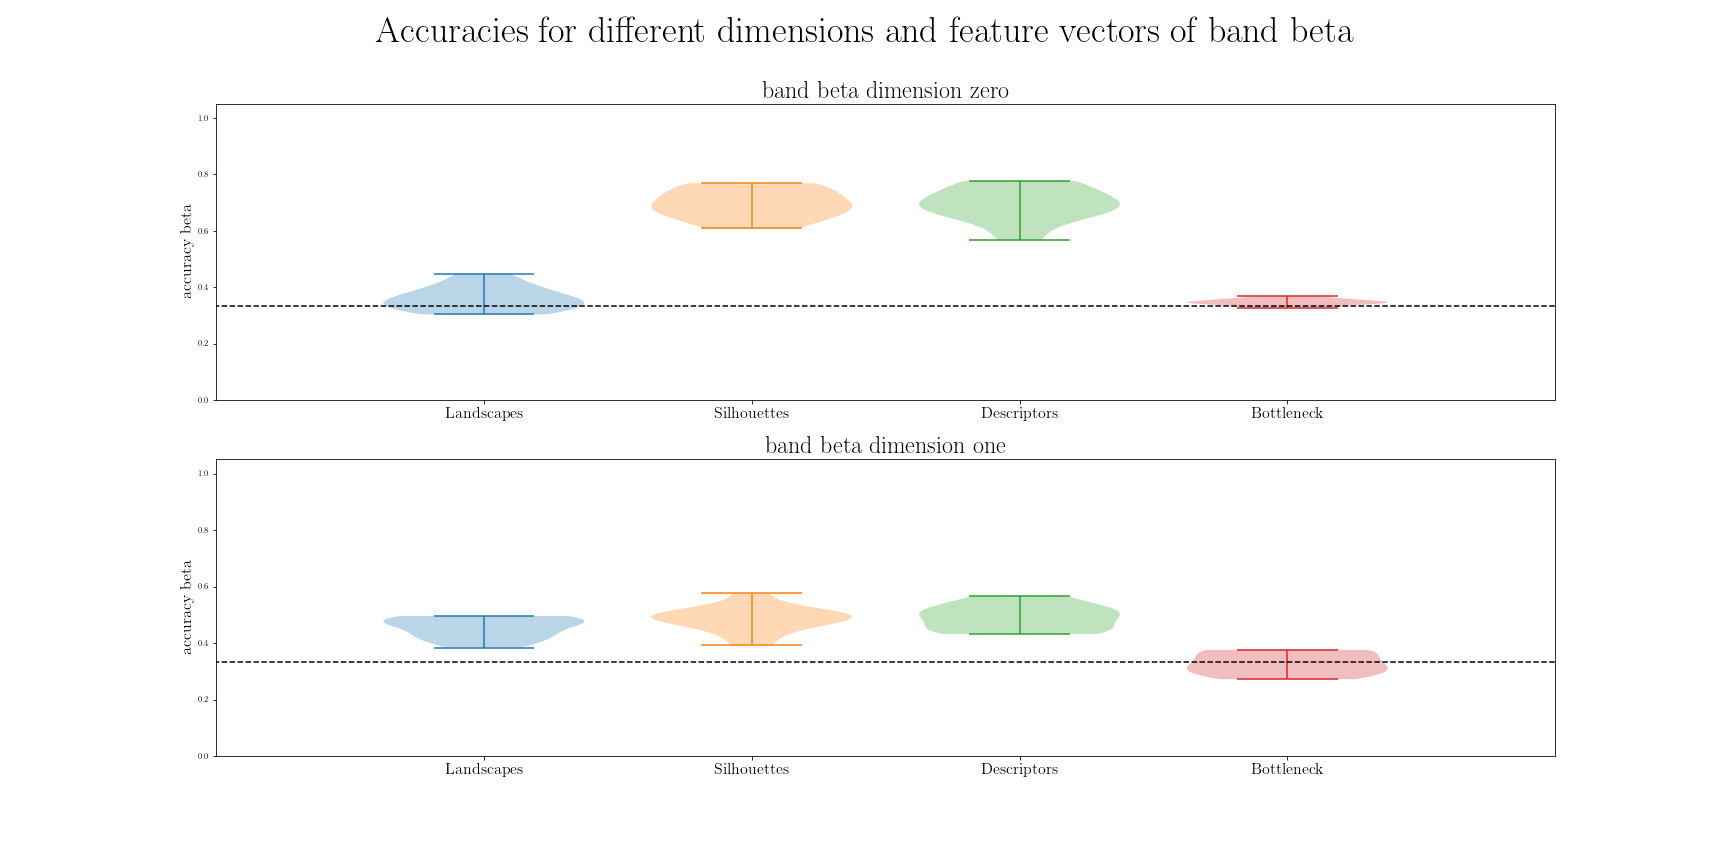 Accuracies for different dimensions and feature vectors of band beta
band beta dimension zero
accuracy beta
1.0
0.8
0.6
0.4
0.2
0.0
Landscapes Silhouettes Descriptors Bottleneck
band beta dimension one
accuracy beta
1.0
0.8
0.6
0.4
0.2
0.0
Landscapes Silhouettes Descriptors Bottleneck